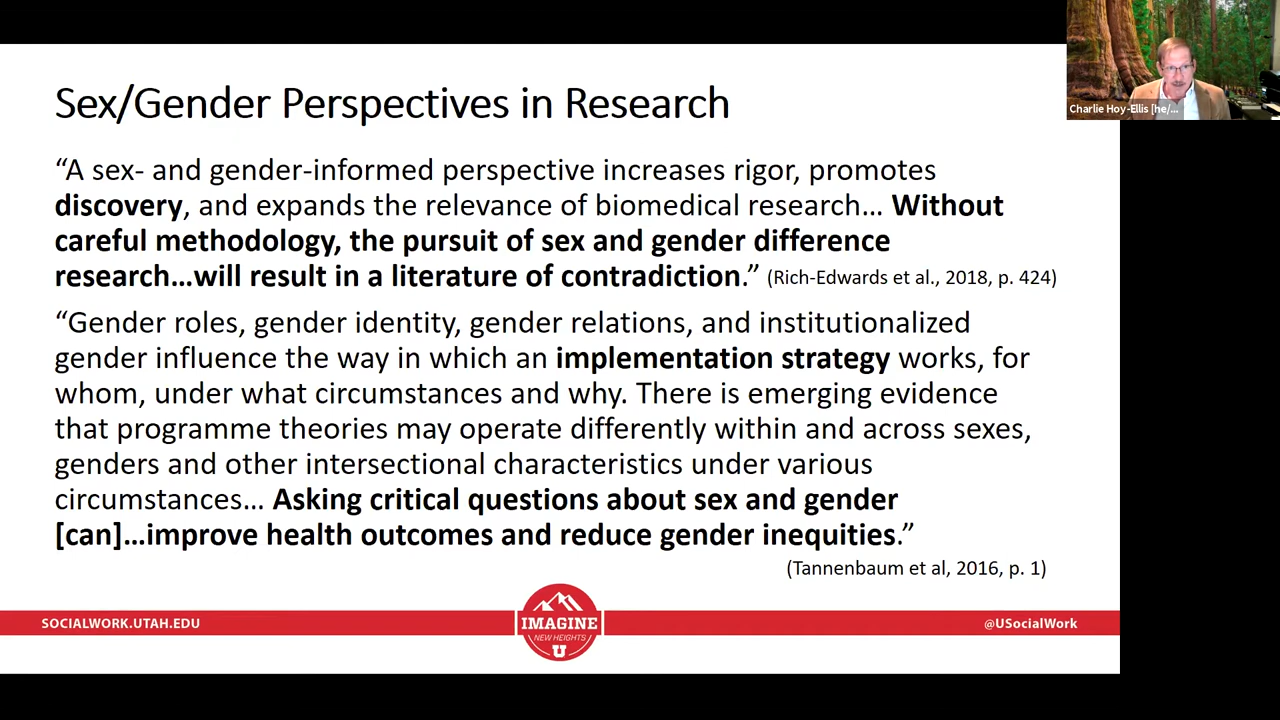 Sex/Gender Perspectives in Research
“A sex- and gender-informed perspective increases rigor, promotes
discovery, and expands the relevance of biomedical research… Without
careful methodology, the pursuit of sex and gender difference
research…will result in a literature of contradiction.” (Rich-Edwards et al., 2018, p. 424)
“Gender roles, gender identity, gender relations, and institutionalized
gender influence the way in which an implementation strategy works, for
whom, under what circumstances and why. There is emerging evidence
that programme theories may operate differently within and across sexes,
genders and other intersectional characteristics under various
circumstances… Asking critical questions about sex and gender
[can]…improve health outcomes and reduce gender inequities.”
(Tannenbaum et al, 2016, p. 1)
SOCIALWORK.UTAH.EDU
IMAGINE
NEW HEIGHTS
U
@USocialWork
Charlie Hoy-Ellis [he/...